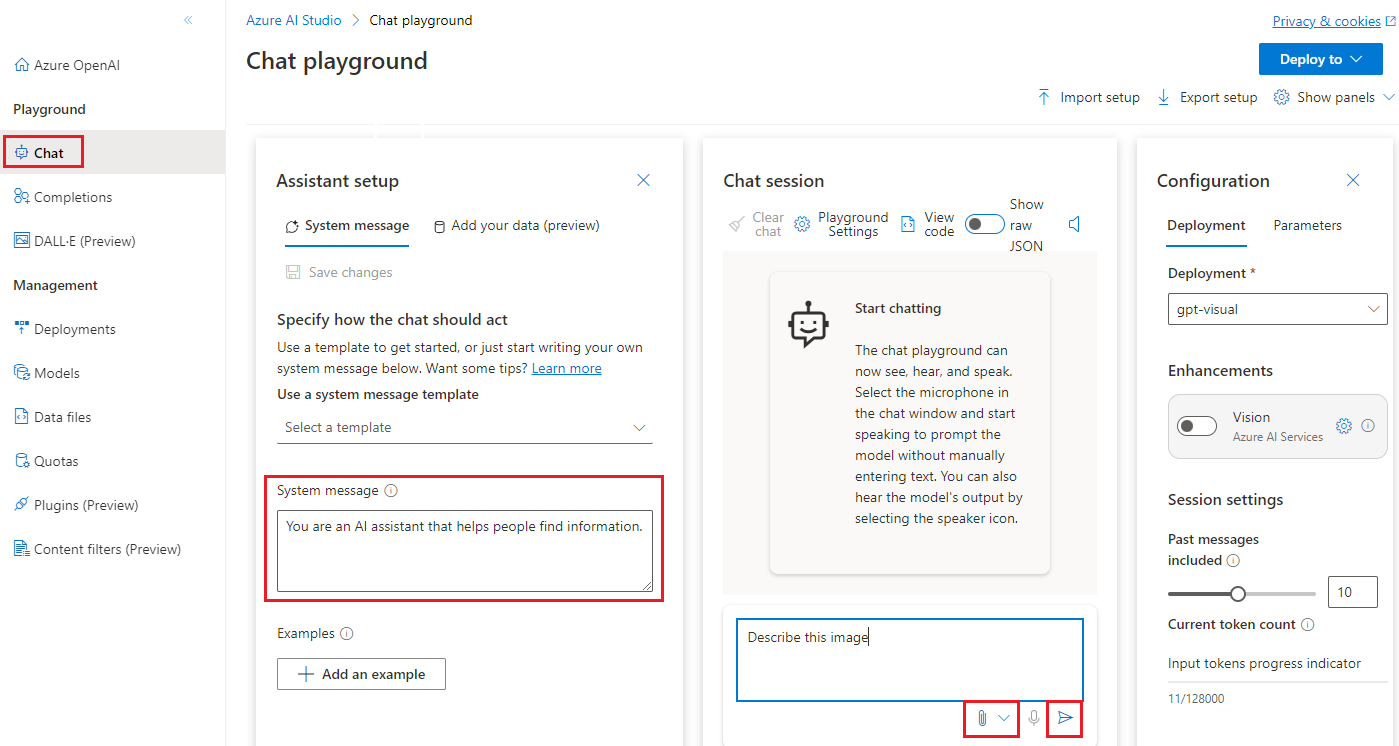 Azure AI Studio > Chat playground
Privacy & cookies
Chat playground
Deploy to
Import setup
Export setup
Show panels
Azure OpenAI
Playground
Chat
Completions
DALL·E (Preview)
Management
Deployments
Models
Data files
Quotas
Plugins (Preview)
Content filters (Preview)
Assistant setup
System message
Add your data (preview)
Save changes
Specify how the chat should act
Use a template to get started, or just start writing your own
system message below. Want some tips? Learn more
Use a system message template
Select a template
System message
You are an AI assistant that helps people find information.
Examples
Add an example
Chat session
Clear
chat
Playground
Settings
View
code
Show
raw
JSON
Start chatting
The chat playground can
now see, hear, and speak.
Select the microphone in
the chat window and start
speaking to prompt the
model without manually
entering text. You can also
hear the model's output by
selecting the speaker icon.
Describe this image
Configuration
Deployment
Parameters
Deployment *
gpt-visual
Enhancements
Vision
Azure AI Services
Session settings
Past messages
included
10
Current token count
Input tokens progress indicator
11/128000